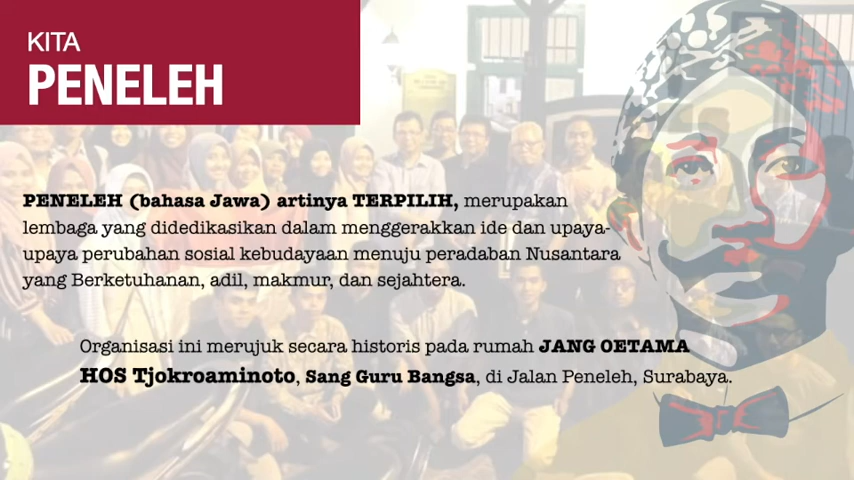 KITA
PENELEH
PENELEH (bahasa Jawa) artinya TERPILIH, merupakan
lembaga yang didedikasikan dalam menggerakkan ide dan upaya-
upaya perubahan sosial kebudayaan menuju peradaban Nusantara
yang Berketuhanan, adil, makmur, dan sejahtera.
Organisasi ini merujuk secara historis pada rumah JANG OETAMA
HOS Tjokroaminoto, Sang Guru Bangsa, di Jalan Peneleh, Surabaya.